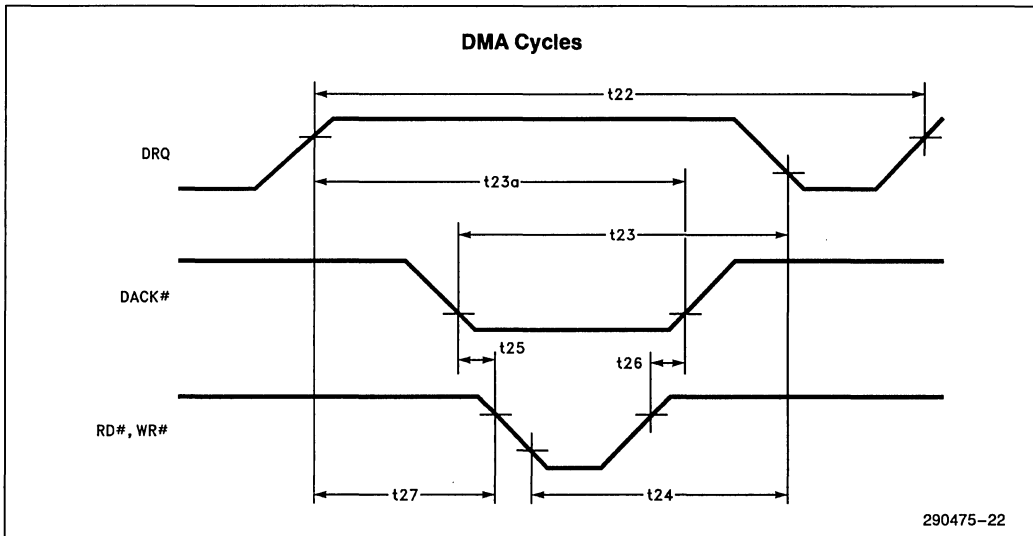 DMA Cycles
t22
DRQ
t23a
t23
DACK#
t25
t26
RD#, WR#
t27
t24
290475-22